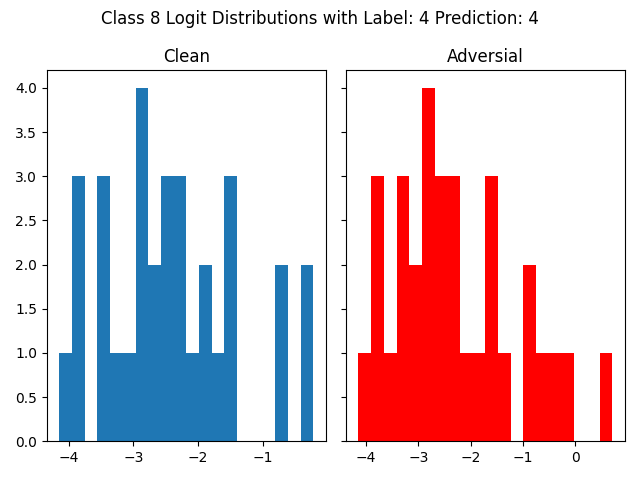 Class 8 Logit Distributions with Label: 4 Prediction: 4
Clean
Adversial
4.0
3.5
3.0
2.5
2.0
1.5
1.0
0.5
0.0
−4 −3 −2 −1
−4 −3 −2 −1 0